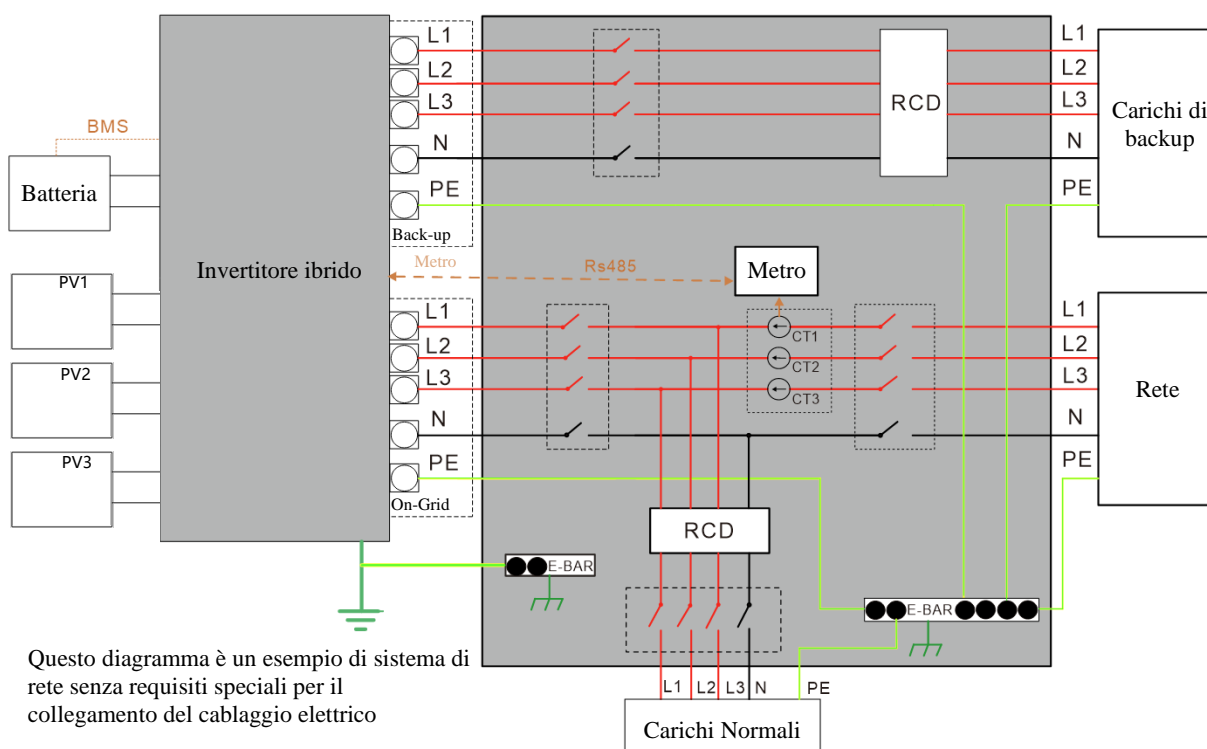 L1
L2
L3
N
PE
Back-up
RCD
L1
L2
L3
N
PE
Carichi di
backup
BMS
Batteria
Invertitore ibrido
Metro
Rs485
Metro
PV1
PV2
PV3
L1
L2
L3
N
PE
On-Grid
CT1
CT2
CT3
L1
L2
L3
N
PE
Rete
RCD
E-BAR
E-BAR
Questo diagramma è un esempio di sistema di
rete senza requisiti speciali per il
collegamento del cablaggio elettrico
L1 L2 L3 N PE
Carichi Normali